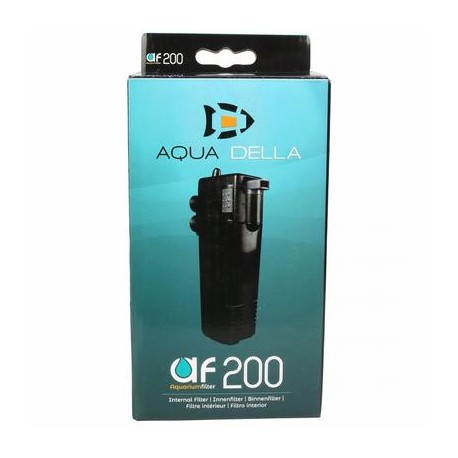 af 200
AQUA DELLA
af 200
Aquariumfilter
Internal Filter | Innenfilter | Binnenfilter |
Filtre intérieur | Filtro interior